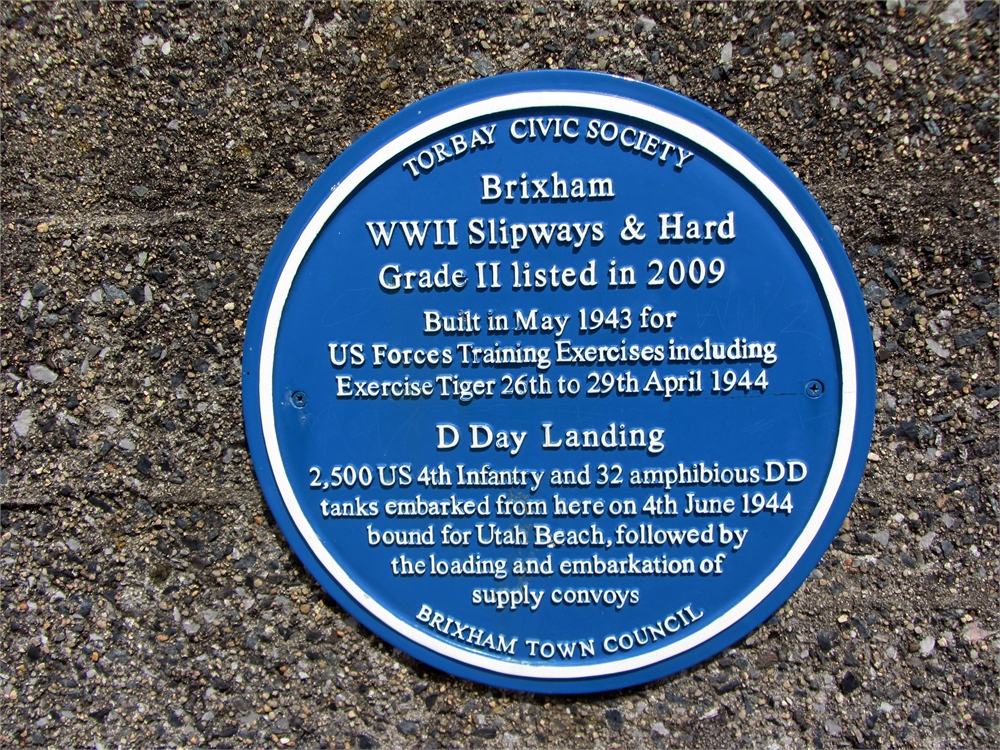 TORBAY CIVIC SOCIETY
Brixham
WWII Slipways & Hard
Grade II listed in 2009
Built in May 1943 for
US Forces Training Exercises including
Exercise Tiger 26th to 29th April 1944
D Day Landing
2,500 US 4th Infantry and 32 amphibious DD
tanks embarked from here on 4th June 1944
bound for Utah Beach, followed by
the loading and embarkation of
supply convoys
BRIXHAM TOWN COUNCIL